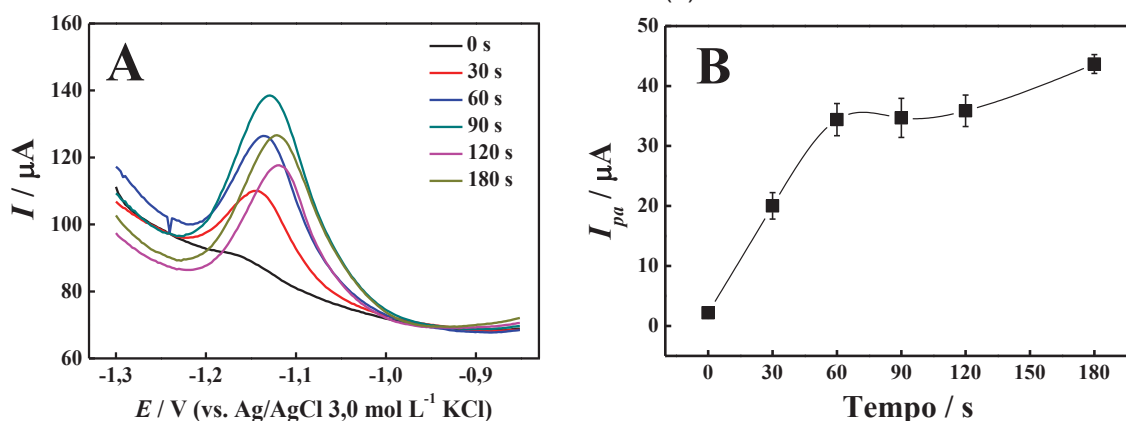 A
I / µA
160
140
120
100
80
60
0 s
30 s
60 s
90 s
120 s
180 s
-1,3 -1,2 -1,1 -1,0 -0,9
E / V (vs. Ag/AgCl 3,0 mol L⁻¹ KCl)
B
I_pa / µA
50
40
30
20
10
0
0 30 60 90 120 150 180
Tempo / s